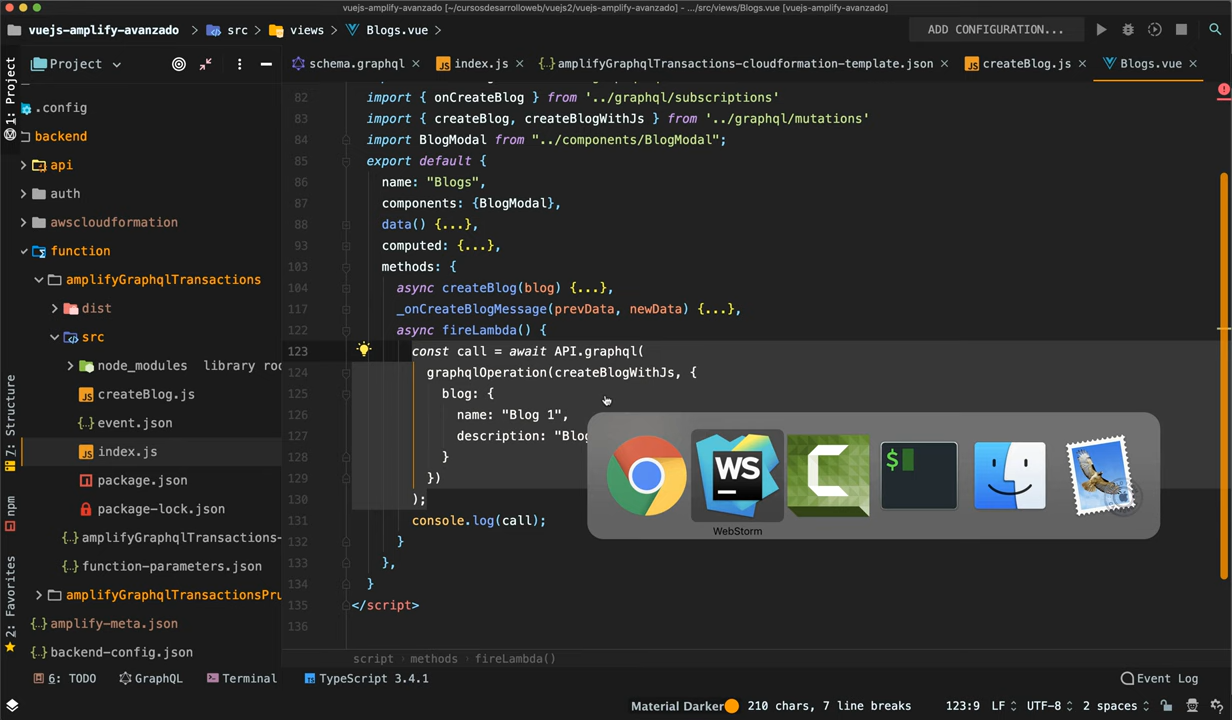 vuejs-amplify-avanzado [~/cursosdesarrolloweb/vuejs2/vuejs-amplify-avanzado] - .../src/views/Blogs.vue [vuejs-amplify-avanzado]
vuejs-amplify-avanzado src views Blogs.vue ADD CONFIGURATION...
Project schema.graphql index.js amplifyGraphqlTransactions-cloudformation-template.json createBlog.js Blogs.vue
1: Project
7: Structure
npm
2: Favorites
.config
backend
api
auth
awscloudformation
function
amplifyGraphqlTransactions
dist
src
node_modules library roo
createBlog.js
event.json
index.js
package.json
package-lock.json
amplifyGraphqlTransactions-
function-parameters.json
amplifyGraphqlTransactionsPru
amplify-meta.json
backend-config.json
82 import { onCreateBlog } from '../graphql/subscriptions'
83 import { createBlog, createBlogWithJs } from '../graphql/mutations'
84 import BlogModal from "../components/BlogModal";
85 export default {
86 name: "Blogs",
87 components: {BlogModal},
88 data() {...},
96 computed: {...},
103 methods: {
104 async createBlog(blog) {...},
117 _onCreateBlogMessage(prevData, newData) {...},
122 async fireLambda() {
123 const call = await API.graphql(
124 graphqlOperation(createBlogWithJs, {
125 blog: {
126 name: "Blog 1",
127 description: "Blog
128 }
129 })
130 );
131 console.log(call);
132 }
133 },
134 }
135 </script>
136
WS
$
WebStorm
script methods fireLambda()
6: TODO GraphQL Terminal TypeScript 3.4.1 Event Log
Material Darker 210 chars, 7 line breaks 123:9 LF UTF-8 2 spaces